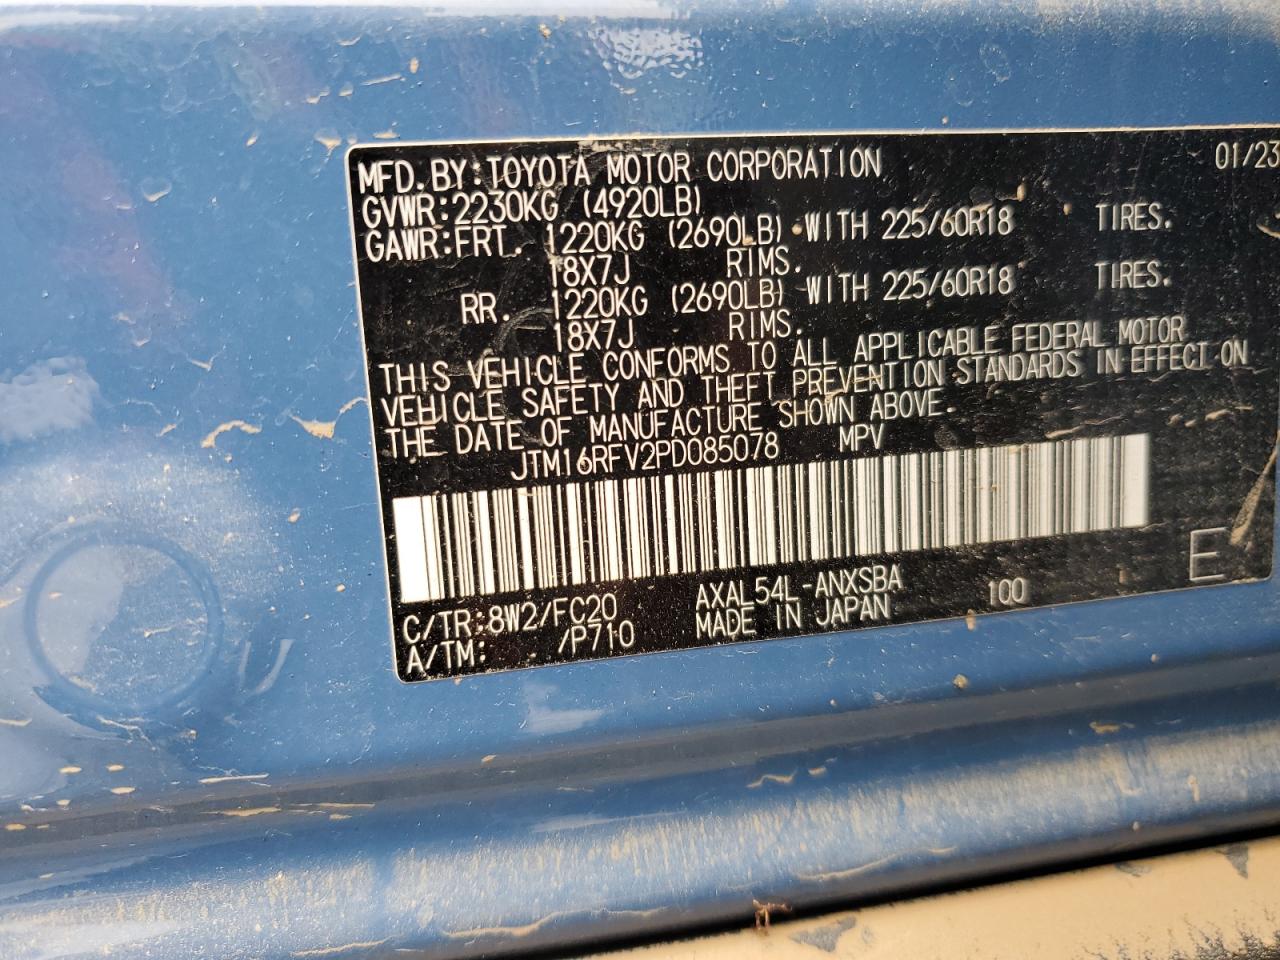 MFD.BY:TOYOTA MOTOR CORPORATION 01/23
GVWR:2230KG (4920LB)
GAWR:FRT. 1220KG (2690LB) WITH 225/60R18 TIRES.
18X7J RIMS.
RR. 1220KG (2690LB) WITH 225/60R18 TIRES.
18X7J RIMS.
THIS VEHICLE CONFORMS TO ALL APPLICABLE FEDERAL MOTOR
VEHICLE SAFETY AND THEFT PREVENTION STANDARDS IN EFFECT ON
THE DATE OF MANUFACTURE SHOWN ABOVE.
JTM16RFV2PD085078 MPV
C/TR:8W2/FC20 AXAL54L-ANXSBA 100 E
A/TM: /P710 MADE IN JAPAN